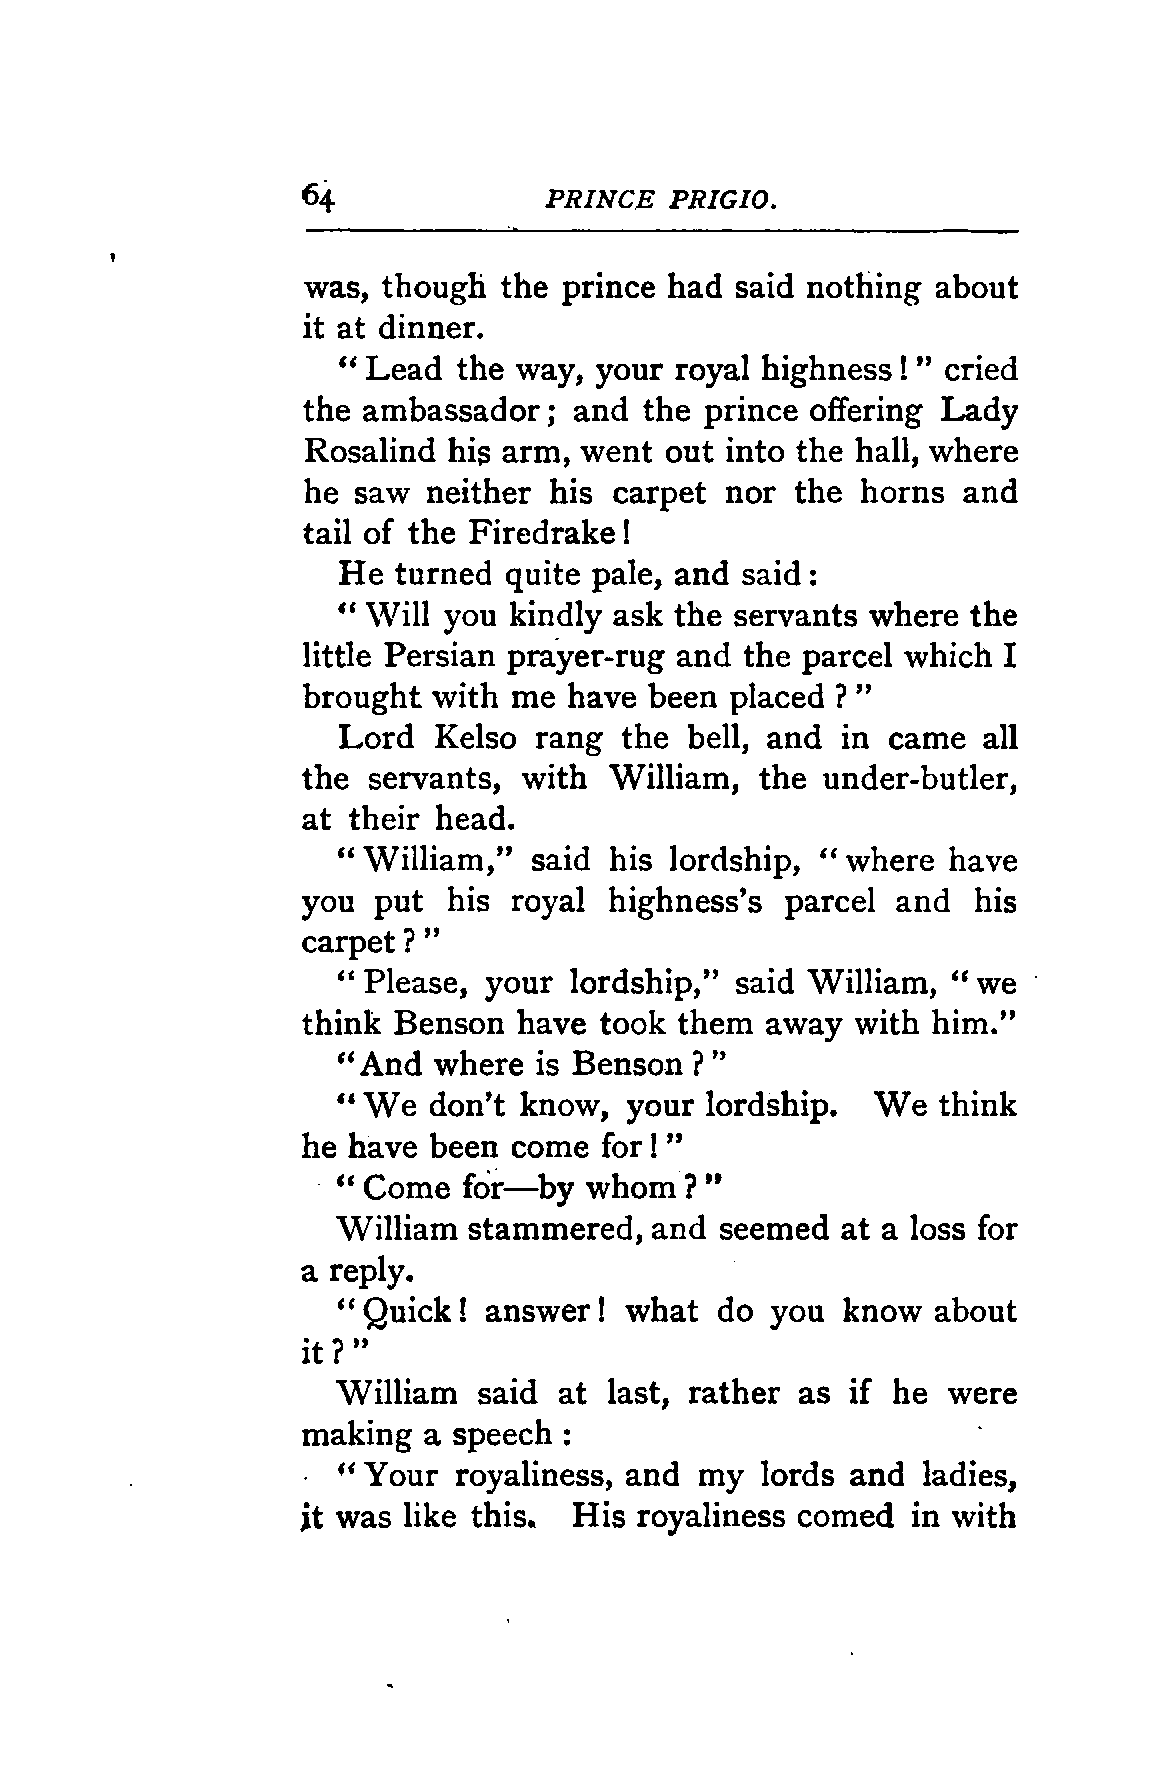 64 PRINCE PRIGIO.
was, though the prince had said nothing about
it at dinner.
“ Lead the way, your royal highness ! ” cried
the ambassador ; and the prince offering Lady
Rosalind his arm, went out into the hall, where
he saw neither his carpet nor the horns and
tail of the Firedrake !
He turned quite pale, and said :
“ Will you kindly ask the servants where the
little Persian prayer-rug and the parcel which I
brought with me have been placed ? ”
Lord Kelso rang the bell, and in came all
the servants, with William, the under-butler,
at their head.
“ William,” said his lordship, “ where have
you put his royal highness’s parcel and his
carpet ? ”
“ Please, your lordship,” said William, “ we
think Benson have took them away with him.”
“ And where is Benson ? ”
“ We don’t know, your lordship. We think
he have been come for ! ”
“ Come for—by whom ? ”
William stammered, and seemed at a loss for
a reply.
“ Quick ! answer ! what do you know about
it ? ”
William said at last, rather as if he were
making a speech :
“ Your royaliness, and my lords and ladies,
it was like this. His royaliness comed in with